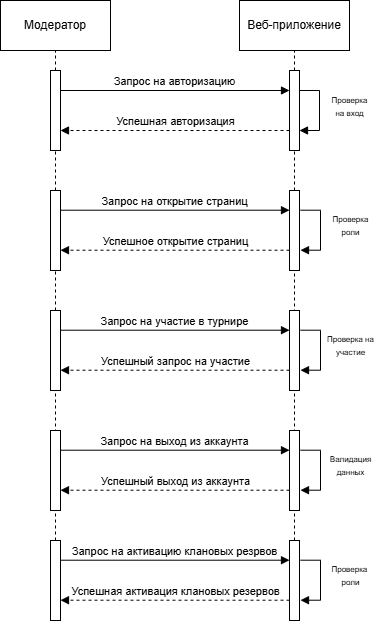 Модератор
Веб-приложение
Запрос на авторизацию
Проверка
на вход
Успешная авторизация
Запрос на открытие страниц
Проверка
роли
Успешное открытие страниц
Запрос на участие в турнире
Проверка на
участие
Успешный запрос на участие
Запрос на выход из аккаунта
Валидация
данных
Успешный выход из аккаунта
Запрос на активацию клановых резрвов
Проверка
роли
Успешная активация клановых резервов